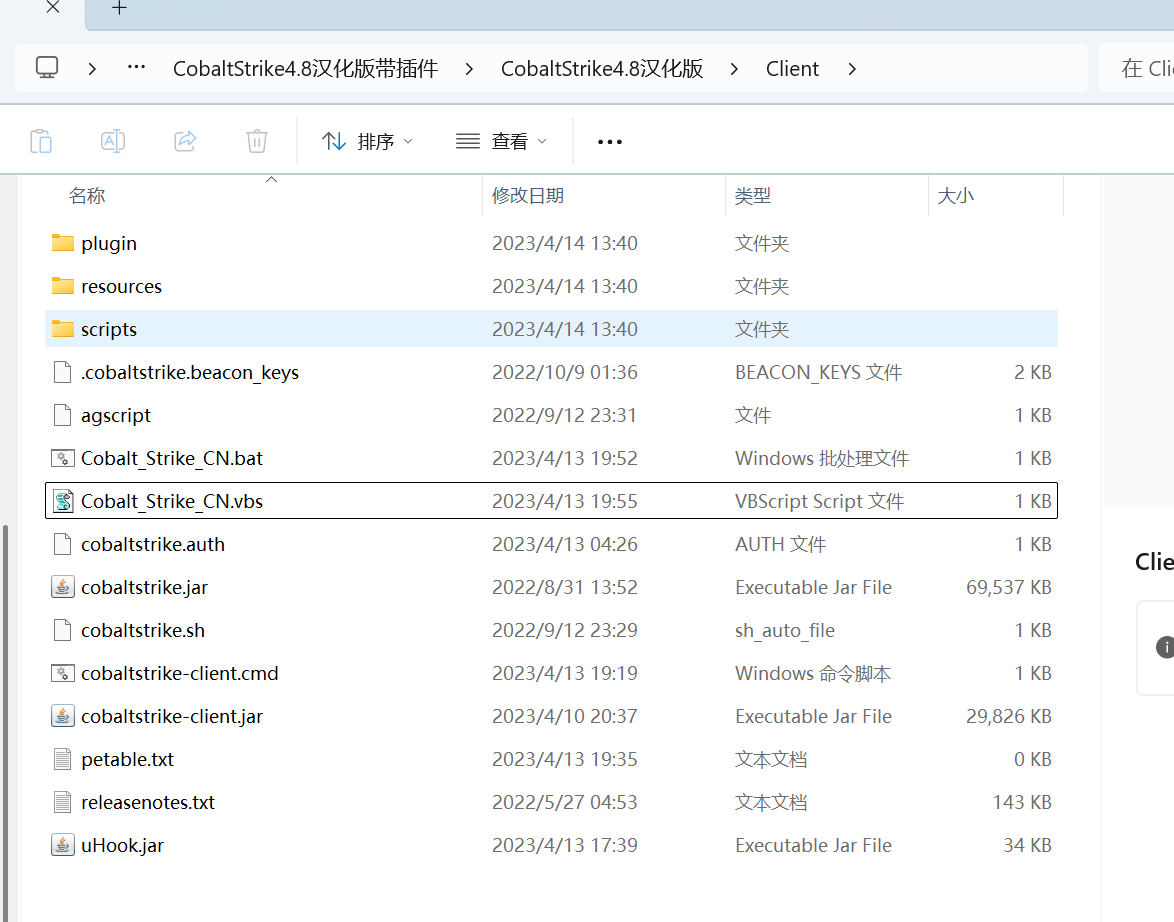 CobaltStrike4.8汉化版带插件 CobaltStrike4.8汉化版 Client 在 Cli
排序 查看
名称 修改日期 类型 大小
plugin 2023/4/14 13:40 文件夹
resources 2023/4/14 13:40 文件夹
scripts 2023/4/14 13:40 文件夹
.cobaltstrike.beacon_keys 2022/10/9 01:36 BEACON_KEYS 文件 2 KB
agscript 2022/9/12 23:31 文件 1 KB
Cobalt_Strike_CN.bat 2023/4/13 19:52 Windows 批处理文件 1 KB
Cobalt_Strike_CN.vbs 2023/4/13 19:55 VBScript Script 文件 1 KB
cobaltstrike.auth 2023/4/13 04:26 AUTH 文件 1 KB
cobaltstrike.jar 2022/8/31 13:52 Executable Jar File 69,537 KB
cobaltstrike.sh 2022/9/12 23:29 sh_auto_file 1 KB
cobaltstrike-client.cmd 2023/4/13 19:19 Windows 命令脚本 1 KB
cobaltstrike-client.jar 2023/4/10 20:37 Executable Jar File 29,826 KB
petable.txt 2023/4/13 19:35 文本文档 0 KB
releasenotes.txt 2022/5/27 04:53 文本文档 143 KB
uHook.jar 2023/4/13 17:39 Executable Jar File 34 KB
Clie